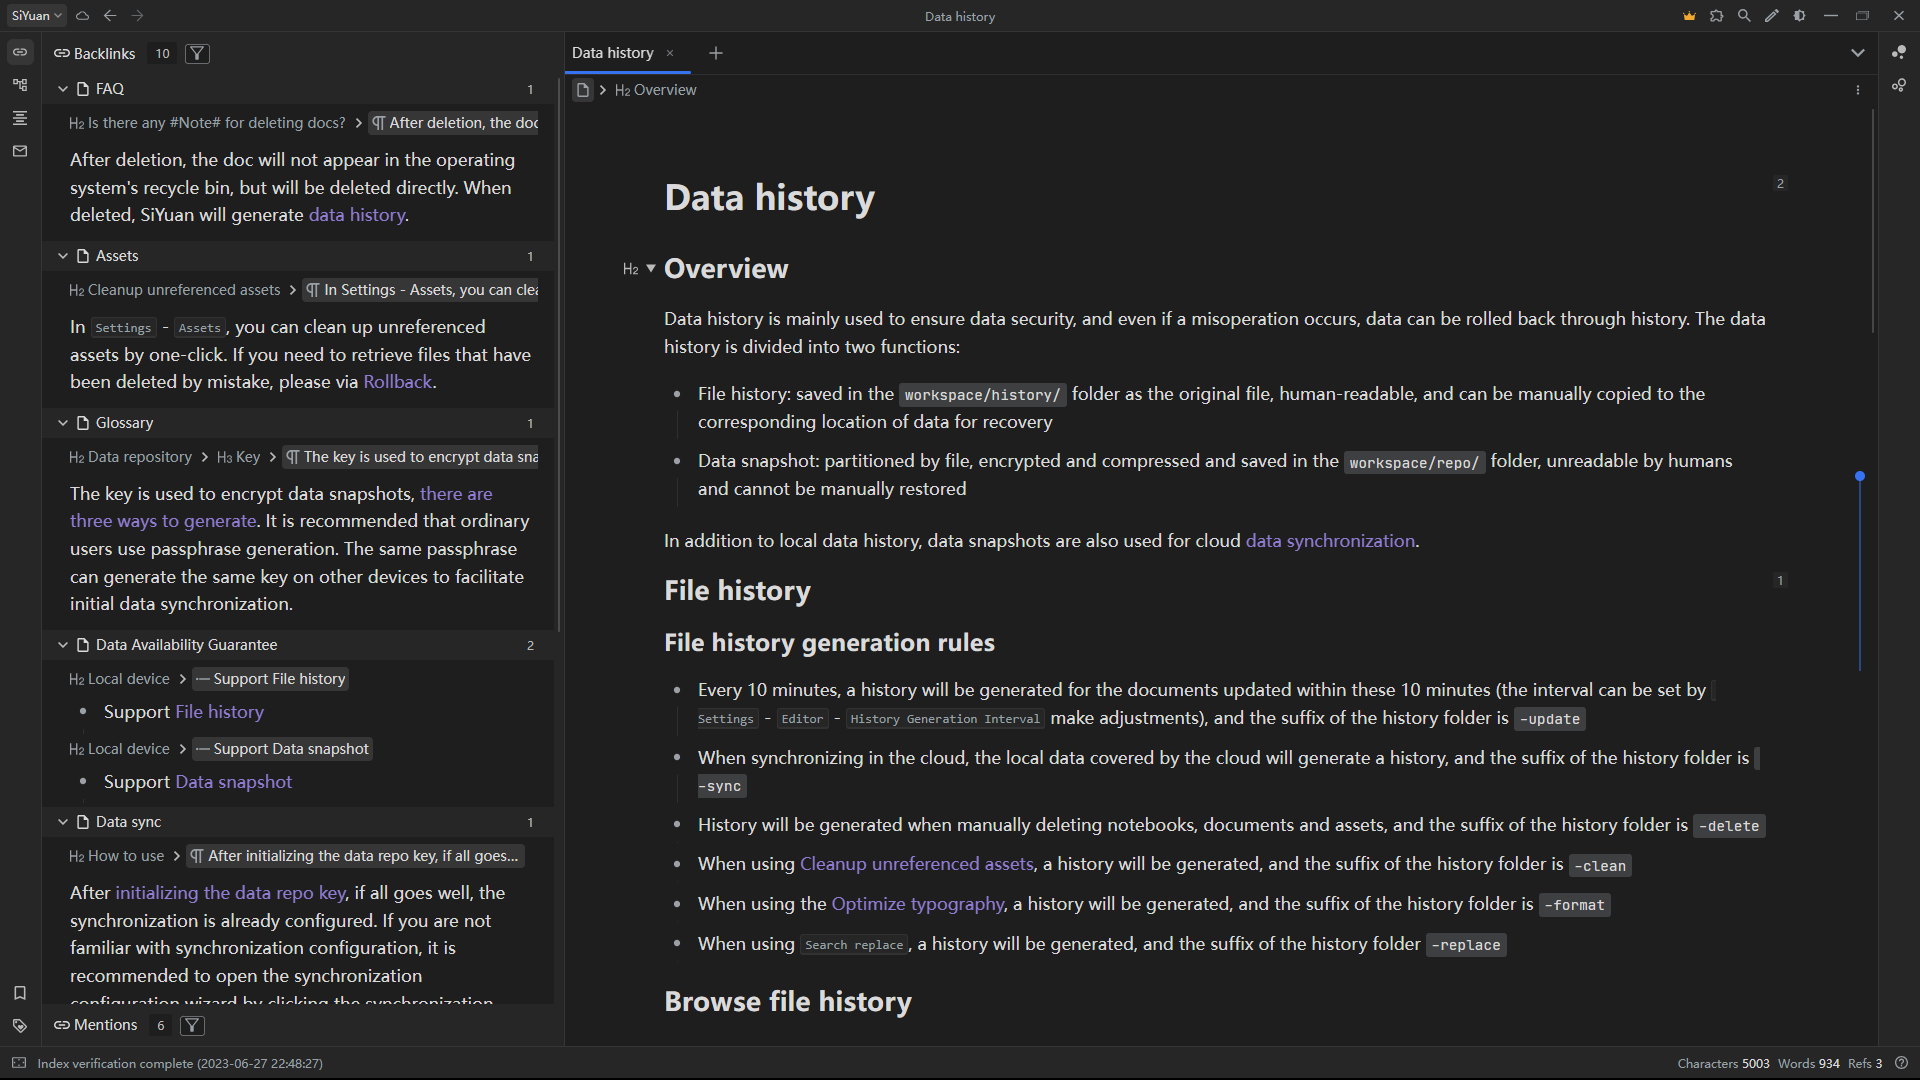 SiYuan
Data history
Backlinks 10
FAQ 1
H2 Is there any #Note# for deleting docs? > ¶ After deletion, the doc
After deletion, the doc will not appear in the operating
system's recycle bin, but will be deleted directly. When
deleted, SiYuan will generate data history.
Assets 1
H2 Cleanup unreferenced assets > ¶ In Settings - Assets, you can clea
In Settings - Assets, you can clean up unreferenced
assets by one-click. If you need to retrieve files that have
been deleted by mistake, please via Rollback.
Glossary 1
H2 Data repository > H3 Key > ¶ The key is used to encrypt data sna
The key is used to encrypt data snapshots, there are
three ways to generate. It is recommended that ordinary
users use passphrase generation. The same passphrase
can generate the same key on other devices to facilitate
initial data synchronization.
Data Availability Guarantee 2
H2 Local device > Support File history
• Support File history
H2 Local device > Support Data snapshot
• Support Data snapshot
Data sync 1
H2 How to use > ¶ After initializing the data repo key, if all goes...
After initializing the data repo key, if all goes well, the
synchronization is already configured. If you are not
familiar with synchronization configuration, it is
recommended to open the synchronization
configuration wizard by clicking the synchronization
Mentions 6
Data history ×
> H2 Overview
Data history 2
H2 Overview
Data history is mainly used to ensure data security, and even if a misoperation occurs, data can be rolled back through history. The data
history is divided into two functions:
• File history: saved in the workspace/history/ folder as the original file, human-readable, and can be manually copied to the
corresponding location of data for recovery
• Data snapshot: partitioned by file, encrypted and compressed and saved in the workspace/repo/ folder, unreadable by humans
and cannot be manually restored
In addition to local data history, data snapshots are also used for cloud data synchronization.
File history 1
File history generation rules
• Every 10 minutes, a history will be generated for the documents updated within these 10 minutes (the interval can be set by
Settings - Editor - History Generation Interval make adjustments), and the suffix of the history folder is -update
• When synchronizing in the cloud, the local data covered by the cloud will generate a history, and the suffix of the history folder is
-sync
• History will be generated when manually deleting notebooks, documents and assets, and the suffix of the history folder is -delete
• When using Cleanup unreferenced assets, a history will be generated, and the suffix of the history folder is -clean
• When using the Optimize typography, a history will be generated, and the suffix of the history folder is -format
• When using Search replace, a history will be generated, and the suffix of the history folder -replace
Browse file history
Index verification complete (2023-06-27 22:48:27)
Characters 5003 Words 934 Refs 3